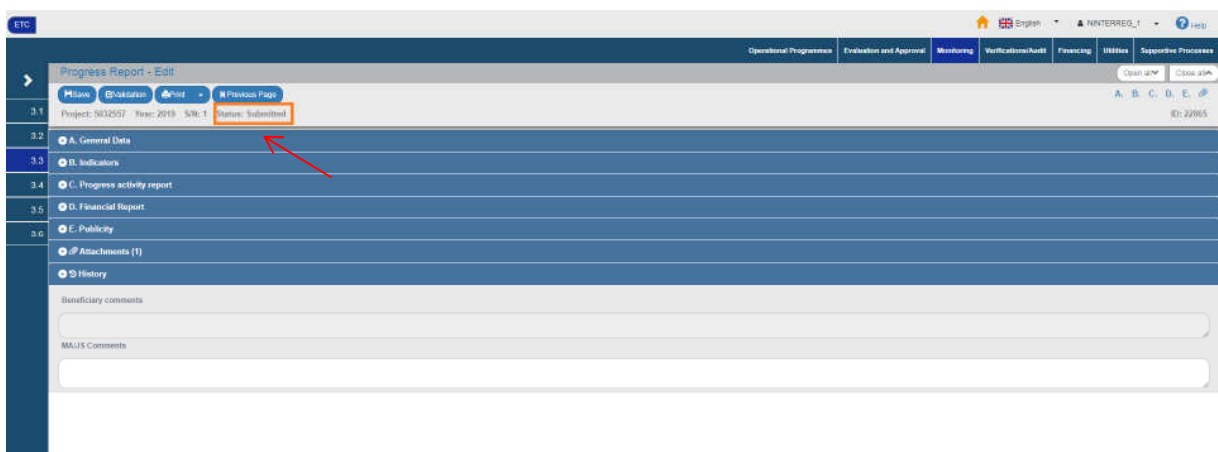 ETC
English
NINTERREG_1
Help
Operational Programmes
Evaluation and Approval
Monitoring
Verifications/Audit
Financing
Utilities
Supportive Processes
Progress Report - Edit
Open all
Close all
Save
Validation
Print
Previous Page
A. B. C. D. E.
Project: 5032557 Year: 2019 S/N: 1 Status: Submitted
ID: 22865
3.1
3.2
3.3
3.4
3.5
3.6
A. General Data
B. Indicators
C. Progress activity report
D. Financial Report
E. Publicity
Attachments (1)
History
Beneficiary comments
MA/JS Comments